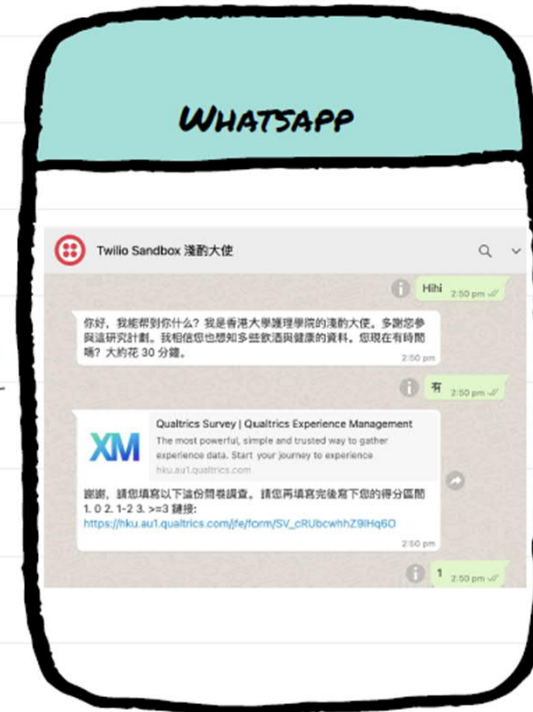 WHATSAPP
Twilio Sandbox 淺酌大使
Hihi 2:50 pm
你好，我能帮到你什么？我是香港大學護理學院的淺酌大使。多謝您參
與這研究計劃。我相信您也想知多些飲酒與健康的資料。您現在有時間
嗎？大約花 30 分鐘。
2:50 pm
有 2:50 pm
XM
Qualtrics Survey | Qualtrics Experience Management
The most powerful, simple and trusted way to gather
experience data. Start your journey to experience
hku.au1.qualtrics.com
謝謝，請您填寫以下這份問卷調查。請您再填寫完後寫下您的得分區間
1. 0 2. 1-2 3. >=3 鏈接:
https://hku.au1.qualtrics.com/jfe/form/SV_cRUbcwhhZ9lHq6O
2:50 pm
1 2:50 pm